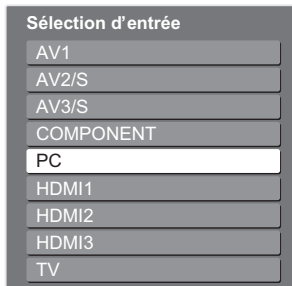 Sélection d’entrée
AV1
AV2/S
AV3/S
COMPONENT
PC
HDMI1
HDMI2
HDMI3
TV